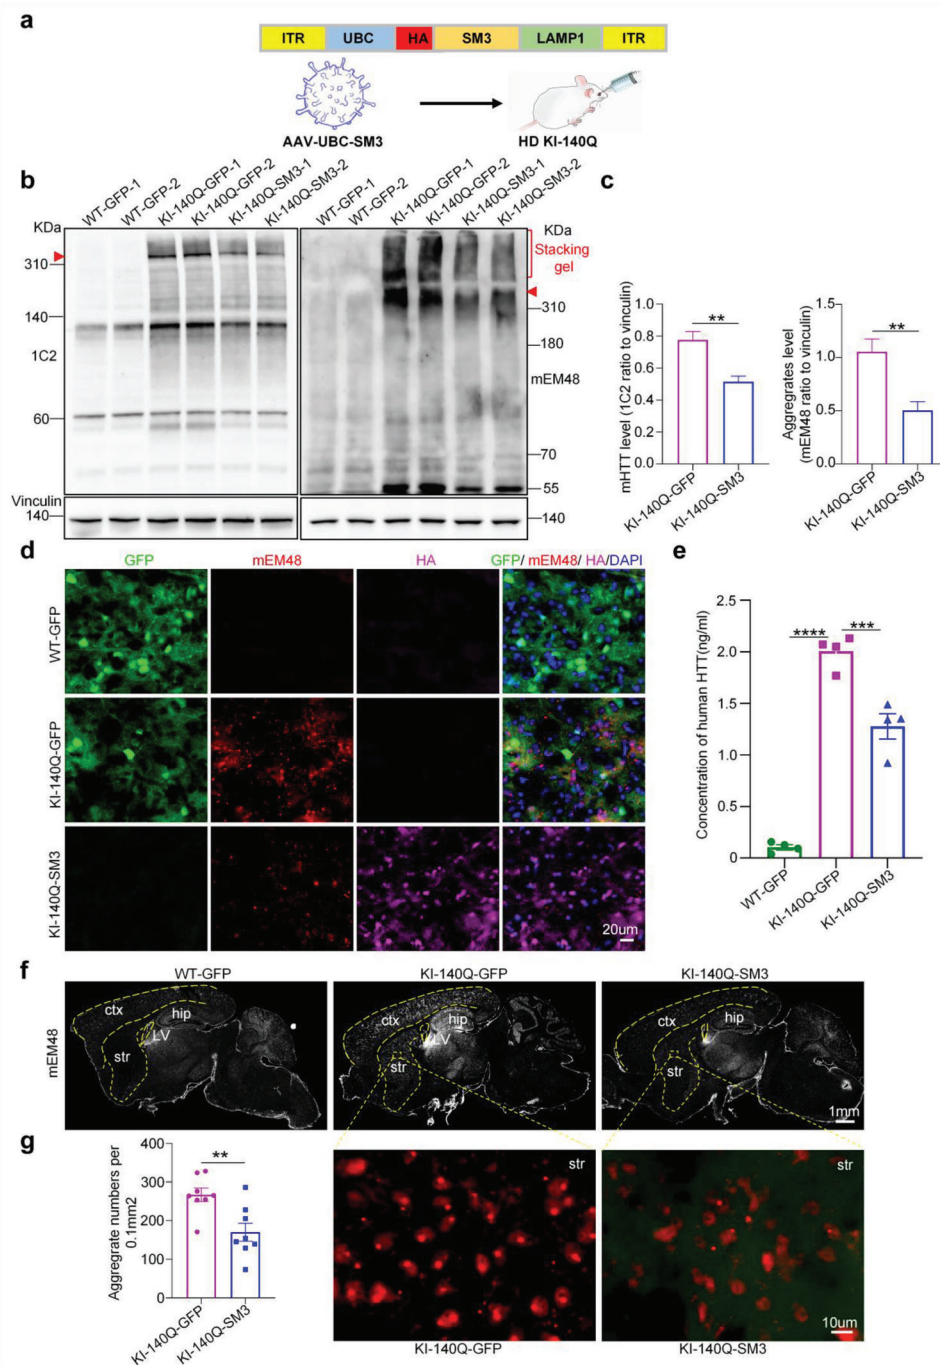 a
ITR UBC HA SM3 LAMP1 ITR
AAV-UBC-SM3
HD KI-140Q
b
WT-GFP-1
WT-GFP-2
KI-140Q-GFP-1
KI-140Q-GFP-2
KI-140Q-SM3-1
KI-140Q-SM3-2
KDa
310
140
1C2
60
Vinculin
140
WT-GFP-1
WT-GFP-2
KI-140Q-GFP-1
KI-140Q-GFP-2
KI-140Q-SM3-1
KI-140Q-SM3-2
KDa
Stacking
gel
310
180
mEM48
70
55
140
c
mHTT level (1C2 ratio to vinculin)
1.0
0.8
0.6
0.4
0.2
0.0
**
KI-140Q-GFP
KI-140Q-SM3
Aggregates level
(mEM48 ratio to vinculin)
1.5
1.0
0.5
0.0
**
KI-140Q-GFP
KI-140Q-SM3
d
GFP mEM48 HA GFP/ mEM48/ HA/DAPI
WT-GFP
KI-140Q-GFP
KI-140Q-SM3
20um
e
Concentration of human HTT(ng/ml)
2.5
2.0
1.5
1.0
0.5
0
**** ***
WT-GFP
KI-140Q-GFP
KI-140Q-SM3
f
WT-GFP KI-140Q-GFP KI-140Q-SM3
mEM48
ctx
hip
LV
str
ctx
hip
LV
str
ctx
hip
str
1mm
g
Aggregrate numbers per
0.1mm2
400
300
200
100
0
**
KI-140Q-GFP
KI-140Q-SM3
str
KI-140Q-GFP
str
10um
KI-140Q-SM3